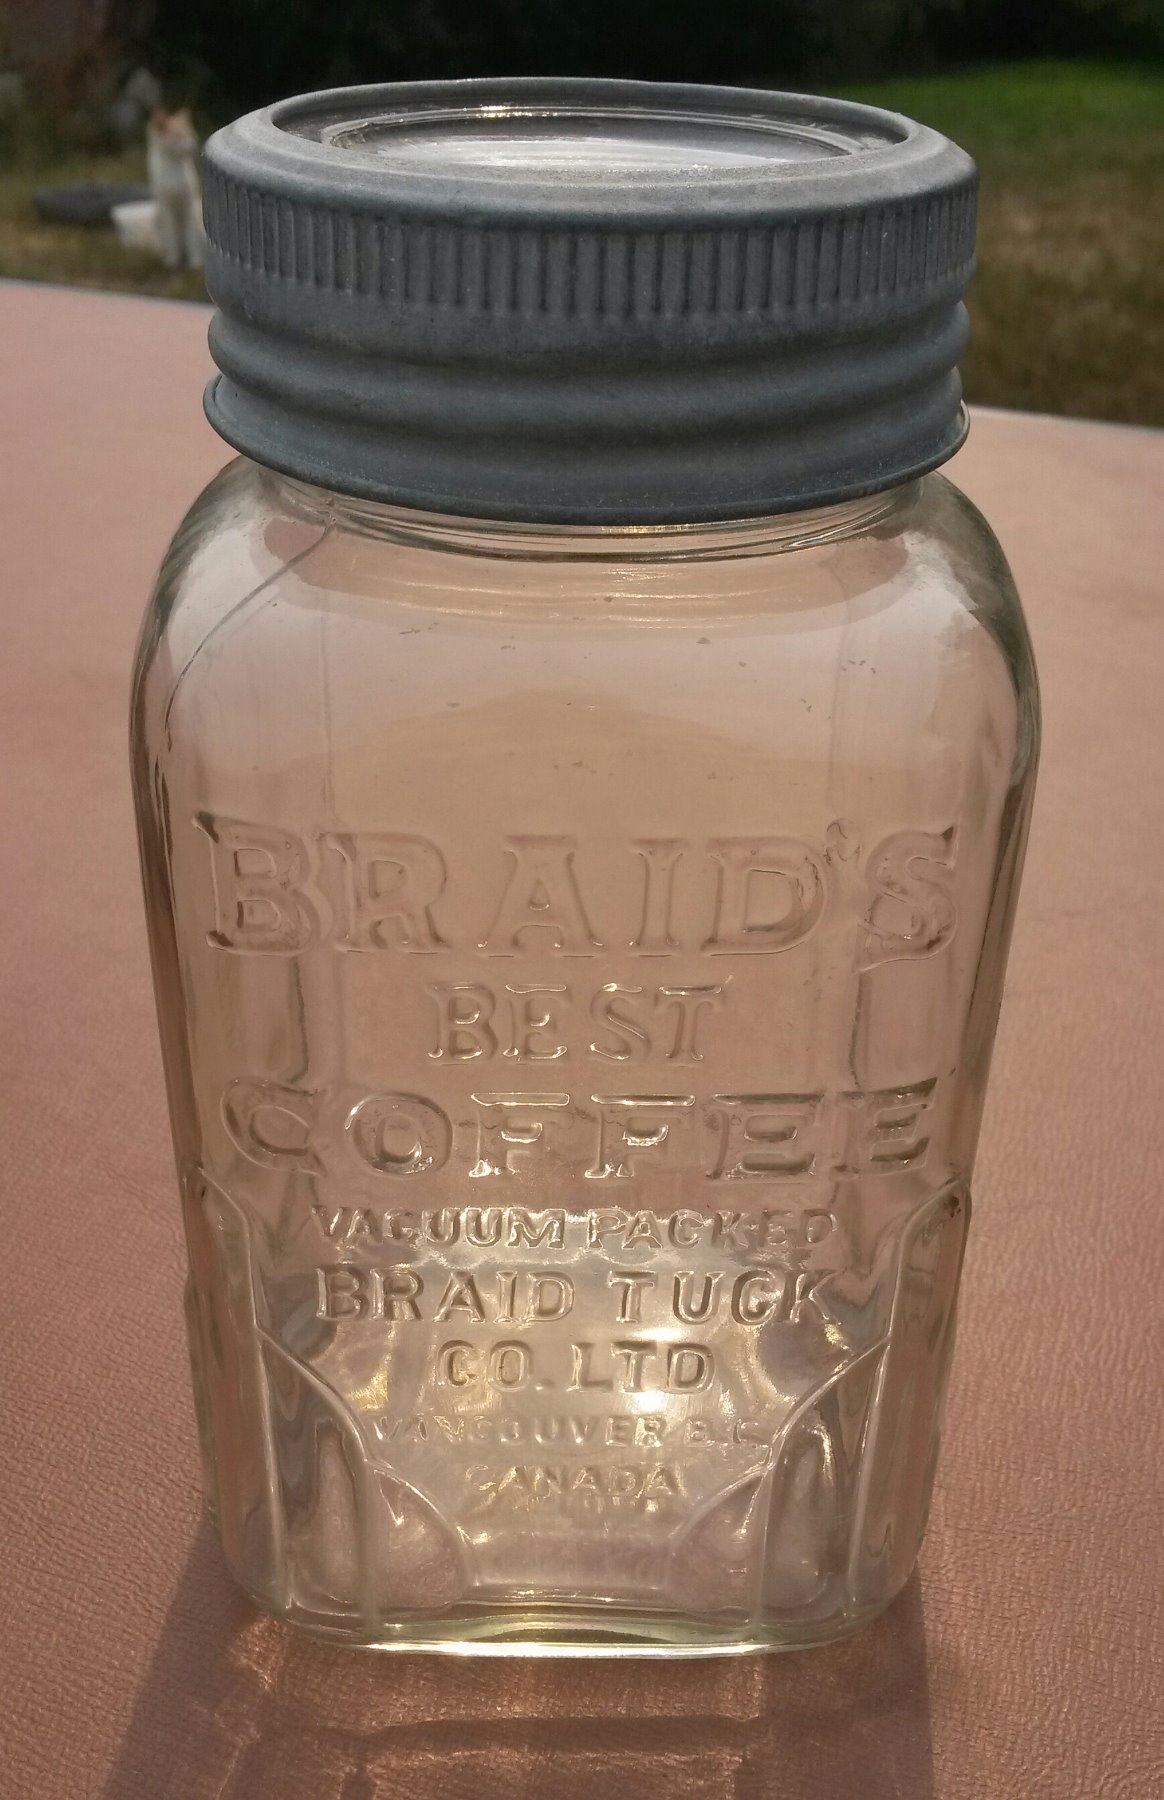 BRAID'S
BEST
COFFEE
VACUUM PACKED
BRAID TUCK
CO. LTD
VANCOUVER B.C.
CANADA